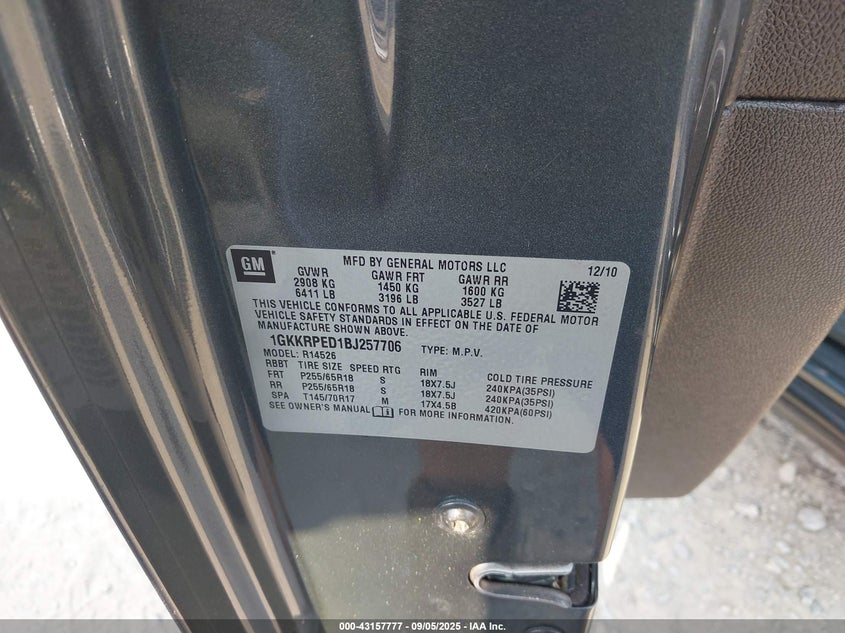 GM
MFD BY GENERAL MOTORS LLC 12/10
GVWR GAWR FRT GAWR RR
2908 KG 1450 KG 1600 KG
6411 LB 3196 LB 3527 LB
THIS VEHICLE CONFORMS TO ALL APPLICABLE U.S. FEDERAL MOTOR
VEHICLE SAFETY STANDARDS IN EFFECT ON THE DATE OF
MANUFACTURE SHOWN ABOVE.
1GKKRPED1BJ257706 TYPE: M.P.V.
MODEL: R14526
RBBT TIRE SIZE SPEED RTG RIM COLD TIRE PRESSURE
FRT P255/65R18 S 18X7.5J 240KPA(35PSI)
RR P255/65R18 S 18X7.5J 240KPA(35PSI)
SPA T145/70R17 M 17X4.5B 420KPA(60PSI)
SEE OWNER'S MANUAL FOR MORE INFORMATION.
000-43157777 - 09/05/2025 - IAA Inc.